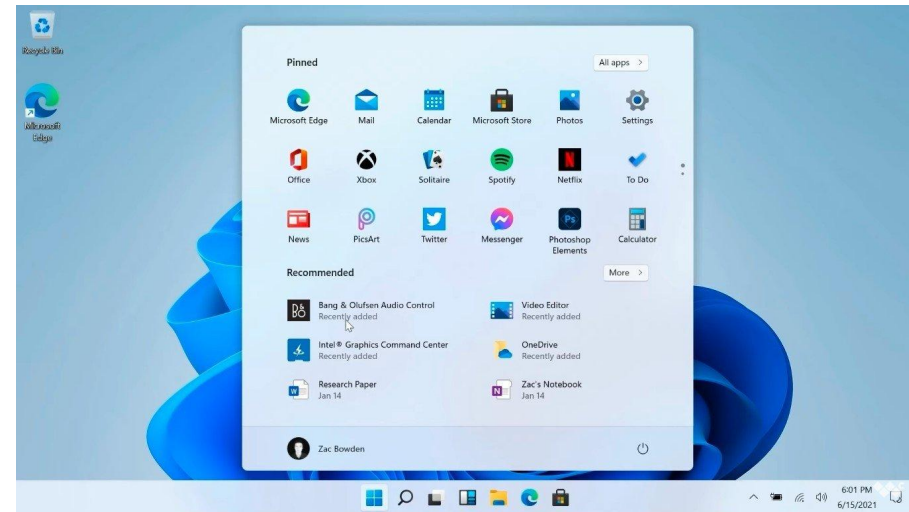 Recycle Bin
Microsoft
Edge
Pinned
All apps >
Microsoft Edge
Mail
Calendar
Microsoft Store
Photos
Settings
Office
Xbox
Solitaire
Spotify
Netflix
To Do
News
PicsArt
Twitter
Messenger
Photoshop
Elements
Calculator
Ps
Recommended
More >
B&O
Bang & Olufsen Audio Control
Recently added
Video Editor
Recently added
Intel® Graphics Command Center
Recently added
OneDrive
Recently added
W
Research Paper
Jan 14
N
Zac's Notebook
Jan 14
Zac Bowden
6:01 PM
6/15/2021